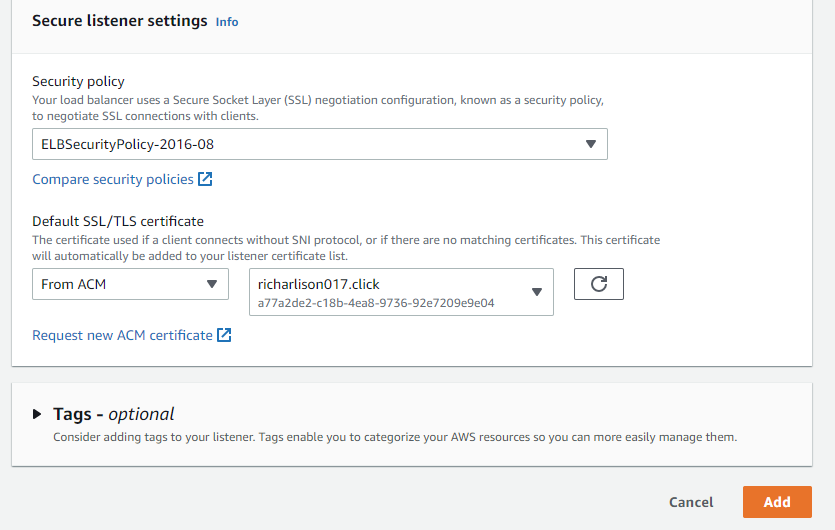 Secure listener settings Info
Security policy
Your load balancer uses a Secure Socket Layer (SSL) negotiation configuration, known as a security policy,
to negotiate SSL connections with clients.
ELBSecurityPolicy-2016-08
Compare security policies
Default SSL/TLS certificate
The certificate used if a client connects without SNI protocol, or if there are no matching certificates. This certificate
will automatically be added to your listener certificate list.
From ACM
richarlison017.click
a77a2de2-c18b-4ea8-9736-92e7209e9e04
Request new ACM certificate
Tags - optional
Consider adding tags to your listener. Tags enable you to categorize your AWS resources so you can more easily manage them.
Cancel Add